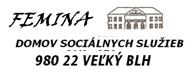 FEMINA
DOMOV SOCIÁLNYCH SLUŽIEB
980 22 VEĽKÝ BLH